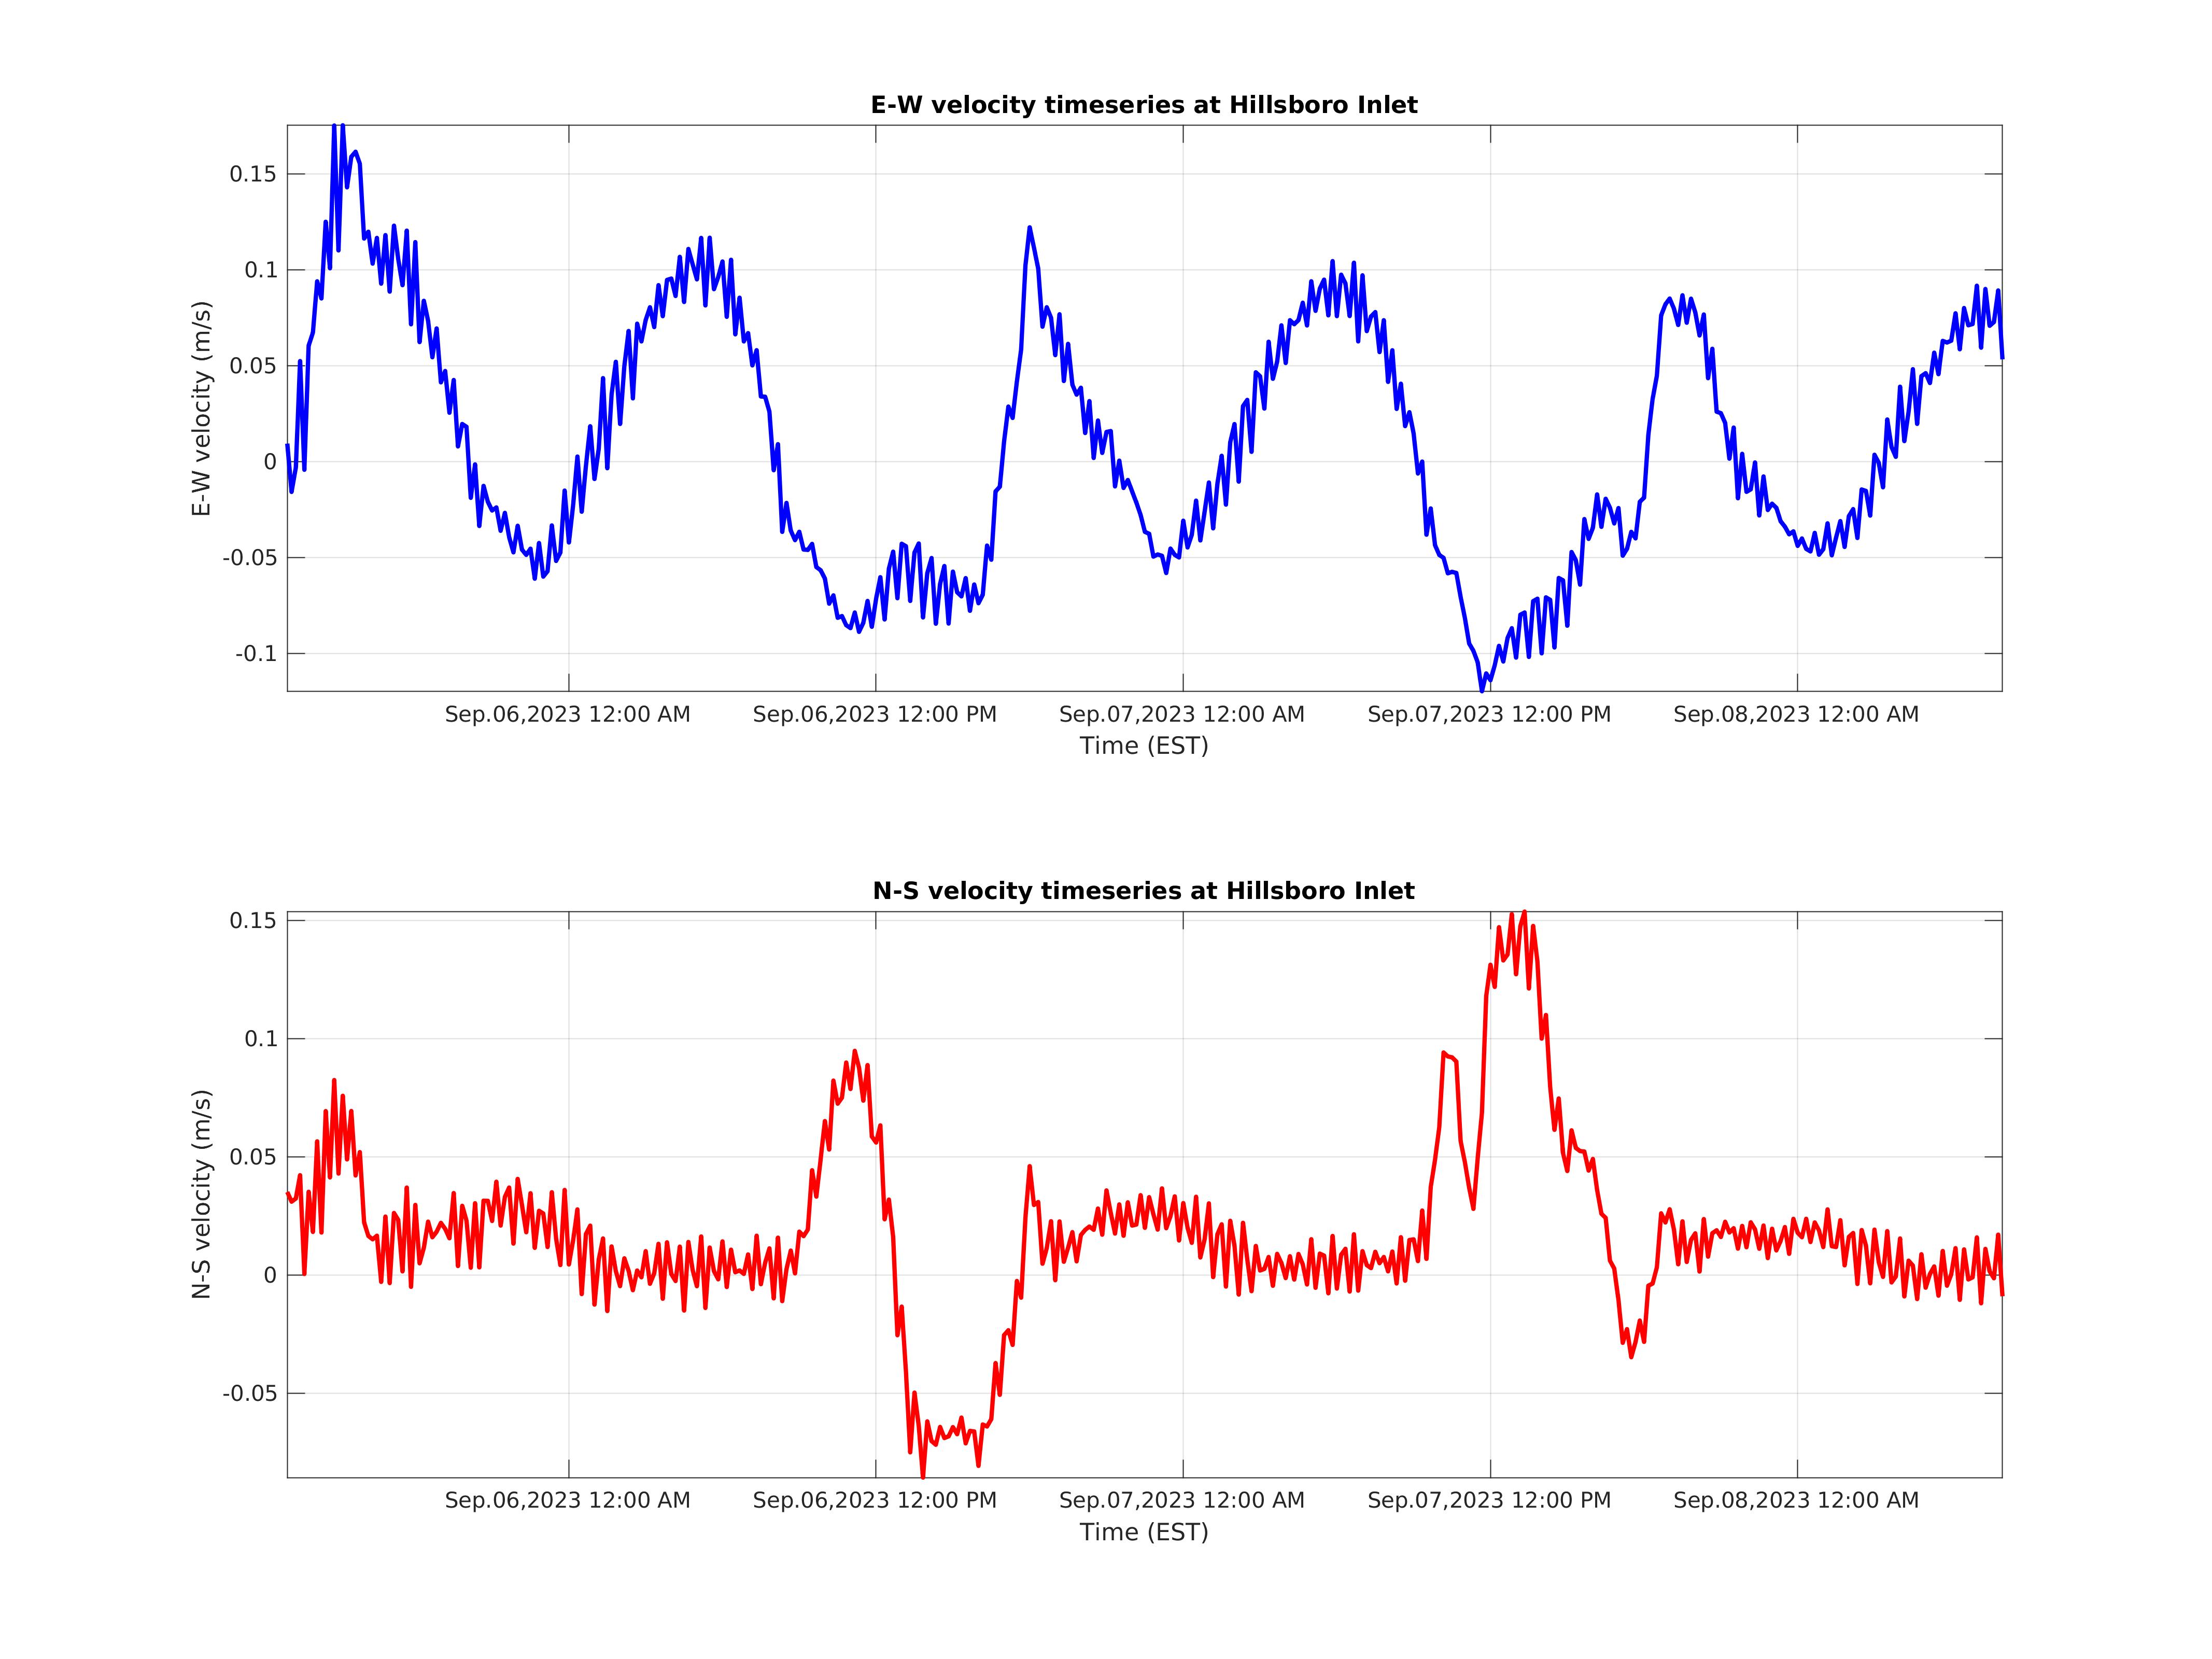 E-W velocity timeseries at Hillsboro Inlet
E-W velocity (m/s)
0.15
0.1
0.05
0
-0.05
-0.1
Sep.06,2023 12:00 AM Sep.06,2023 12:00 PM Sep.07,2023 12:00 AM Sep.07,2023 12:00 PM Sep.08,2023 12:00 AM
Time (EST)
N-S velocity timeseries at Hillsboro Inlet
N-S velocity (m/s)
0.15
0.1
0.05
0
-0.05
Sep.06,2023 12:00 AM Sep.06,2023 12:00 PM Sep.07,2023 12:00 AM Sep.07,2023 12:00 PM Sep.08,2023 12:00 AM
Time (EST)